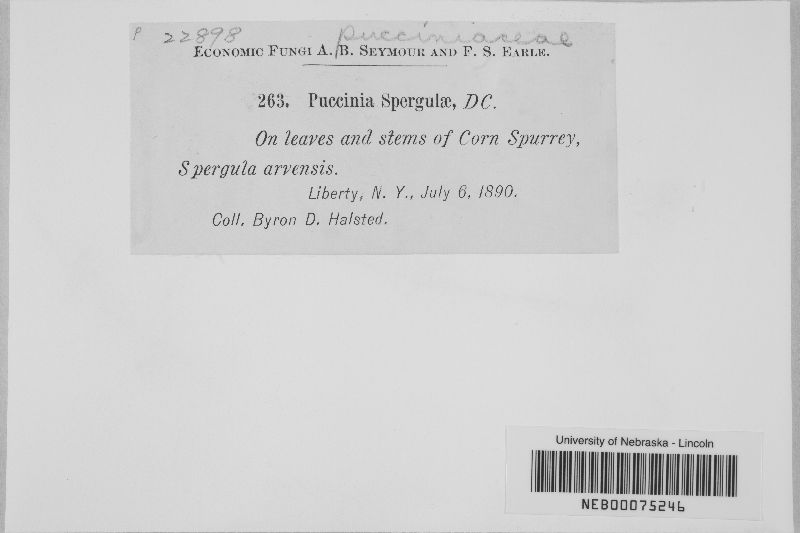 P 22898 Pucciniaceae
ECONOMIC FUNGI A. B. SEYMOUR AND F. S. EARLE.
263. Puccinia Spergulæ, DC.
On leaves and stems of Corn Spurrey,
Spergula arvensis.
Liberty, N. Y., July 6, 1890.
Coll. Byron D. Halsted.
University of Nebraska - Lincoln
NEB00075246